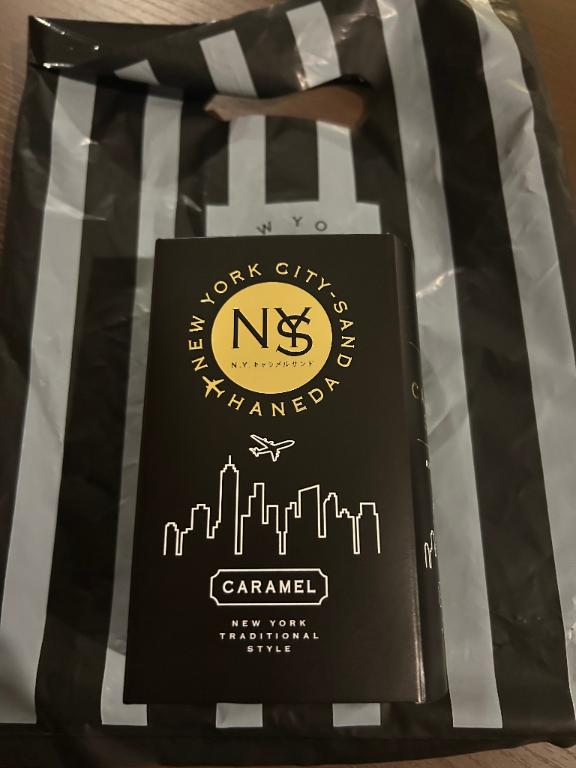 W YO
NEW YORK CITY-SAND
NYS
N.Y. キャラメルサンド
HANEDA
CARAMEL
NEW YORK
TRADITIONAL
STYLE